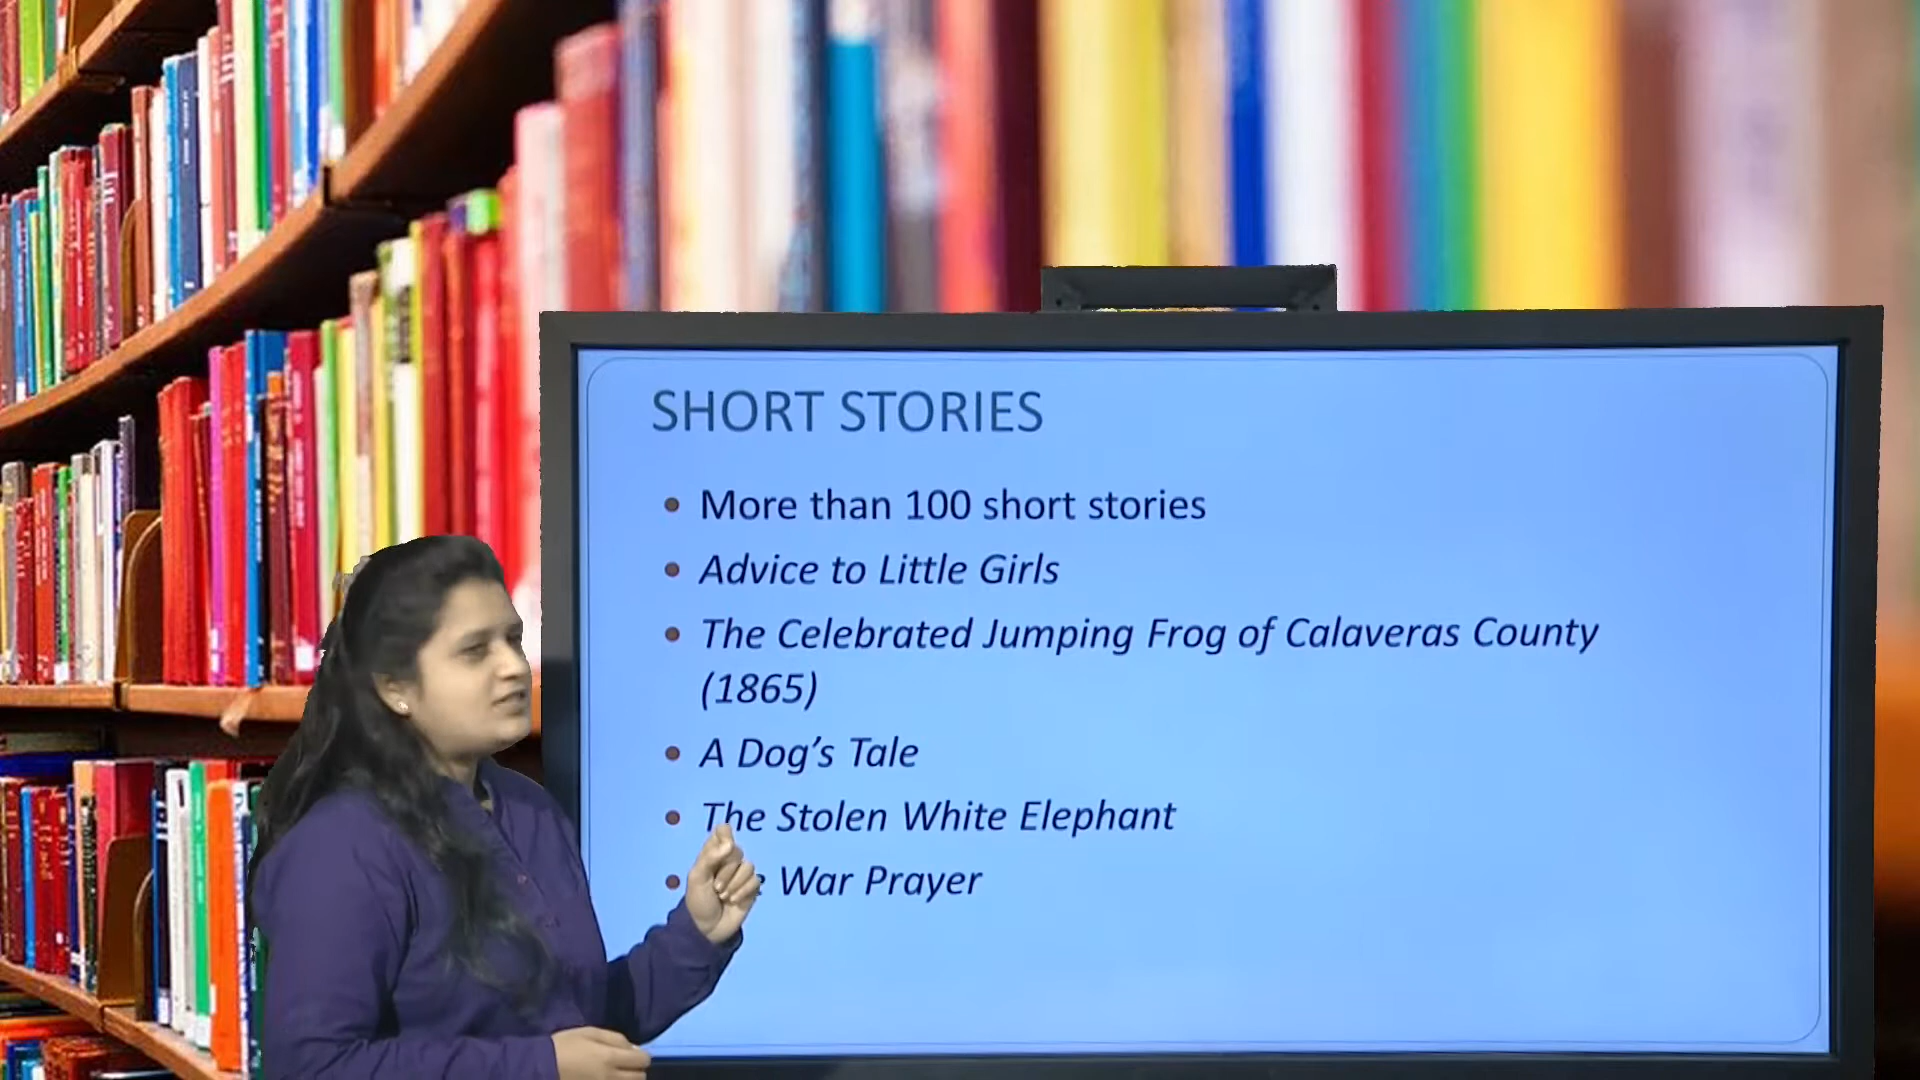 SHORT STORIES
More than 100 short stories
Advice to Little Girls
The Celebrated Jumping Frog of Calaveras County
(1865)
A Dog's Tale
The Stolen White Elephant
War Prayer